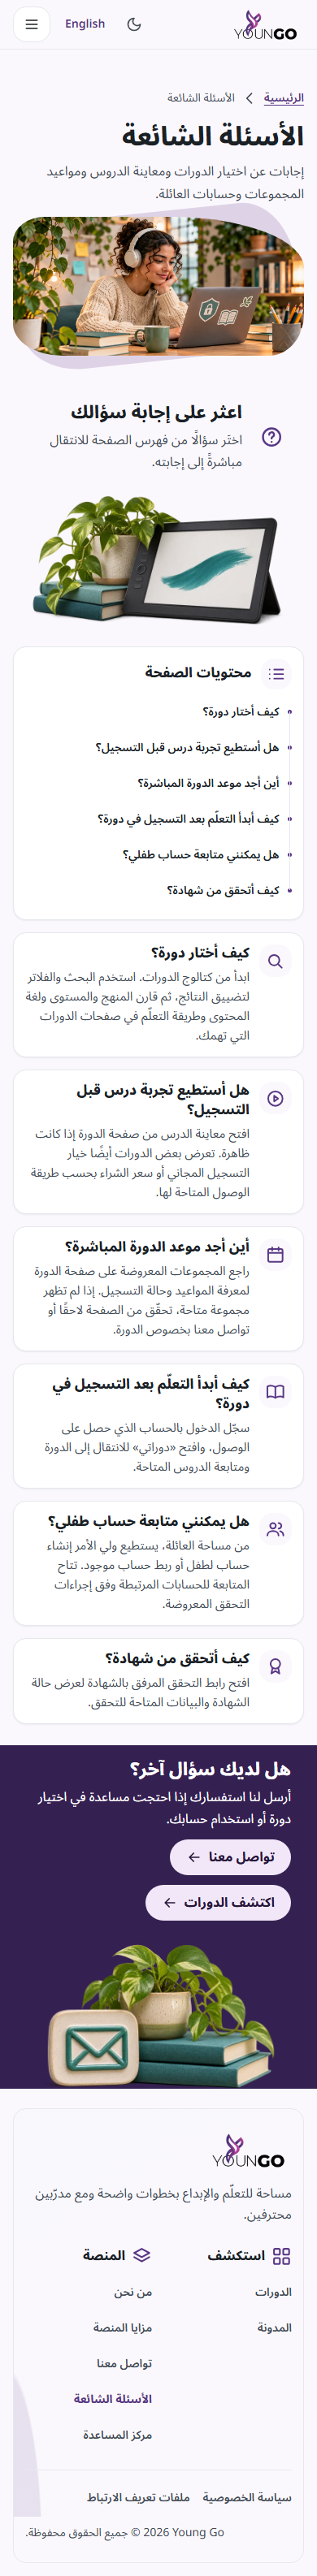 English
YOUNGO
الرئيسية
الأسئلة الشائعة
الأسئلة الشائعة
إجابات عن اختيار الدورات ومعاينة الدروس ومواعيد
المجموعات وحسابات العائلة.
اعثر على إجابة سؤالك
اختَر سؤالًا من فهرس الصفحة للانتقال
مباشرةً إلى إجابته.
محتويات الصفحة
كيف أختار دورة؟
هل أستطيع تجربة درس قبل التسجيل؟
أين أجد موعد الدورة المباشرة؟
كيف أبدأ التعلّم بعد التسجيل في دورة؟
هل يمكنني متابعة حساب طفلي؟
كيف أتحقق من شهادة؟
كيف أختار دورة؟
ابدأ من كتالوج الدورات. استخدم البحث والفلاتر
لتضييق النتائج، ثم قارن المنهج والمستوى ولغة
المحتوى وطريقة التعلّم في صفحات الدورات
التي تهمك.
هل أستطيع تجربة درس قبل
التسجيل؟
افتح معاينة الدرس من صفحة الدورة إذا كانت
ظاهرة. تعرض بعض الدورات أيضًا خيار
التسجيل المجاني أو سعر الشراء بحسب طريقة
الوصول المتاحة لها.
أين أجد موعد الدورة المباشرة؟
راجع المجموعات المعروضة على صفحة الدورة
لمعرفة المواعيد وحالة التسجيل. إذا لم تظهر
مجموعة متاحة، تحقّق من الصفحة لاحقًا أو
تواصل معنا بخصوص الدورة.
كيف أبدأ التعلّم بعد التسجيل في
دورة؟
سجّل الدخول بالحساب الذي حصل على
الوصول، وافتح «دوراتي» للانتقال إلى الدورة
ومتابعة الدروس المتاحة.
هل يمكنني متابعة حساب طفلي؟
من مساحة العائلة، يستطيع ولي الأمر إنشاء
حساب لطفل أو ربط حساب موجود. تتاح
المتابعة للحسابات المرتبطة وفق إجراءات
التحقق المعروضة.
كيف أتحقق من شهادة؟
افتح رابط التحقق المرفق بالشهادة لعرض حالة
الشهادة والبيانات المتاحة للتحقق.
هل لديك سؤال آخر؟
أرسل لنا استفسارك إذا احتجت مساعدة في اختيار
دورة أو استخدام حسابك.
تواصل معنا
اكتشف الدورات
YOUNGO
مساحة للتعلّم والإبداع بخطوات واضحة ومع مدرّبين
محترفين.
استكشف
الدورات
المدونة
المنصة
من نحن
مزايا المنصة
تواصل معنا
الأسئلة الشائعة
مركز المساعدة
سياسة الخصوصية
ملفات تعريف الارتباط
© 2026 Young Go جميع الحقوق محفوظة.